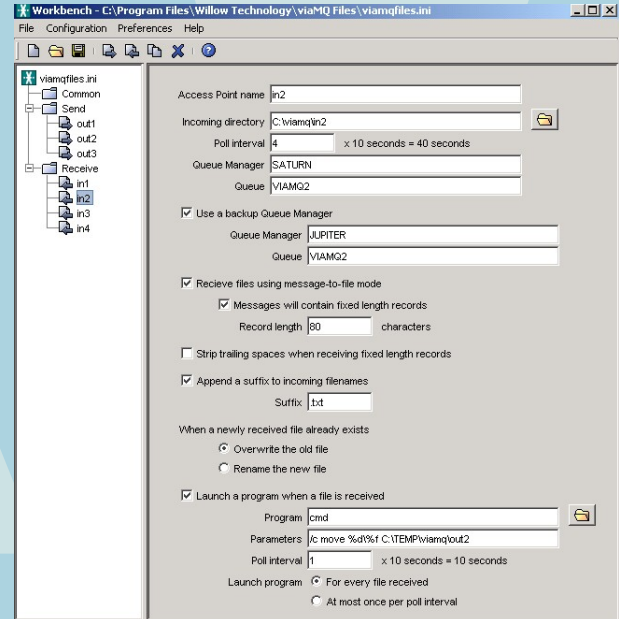 Workbench - C:\Program Files\Willow Technology\viaMQ Files\viamqfiles.ini
File Configuration Preferences Help
viamqfiles.ini
Common
Send
out1
out2
out3
Receive
in1
in2
in3
in4
Access Point name in2
Incoming directory C:\viamq\in2
Poll interval 4 x 10 seconds = 40 seconds
Queue Manager SATURN
Queue VIAMQ2
Use a backup Queue Manager
Queue Manager JUPITER
Queue VIAMQ2
Recieve files using message-to-file mode
Messages will contain fixed length records
Record length 80 characters
Strip trailing spaces when receiving fixed length records
Append a suffix to incoming filenames
Suffix .txt
When a newly received file already exists
Overwrite the old file
Rename the new file
Launch a program when a file is received
Program cmd
Parameters /c move %d\%f C:\TEMP\viamq\out2
Poll interval 1 x 10 seconds = 10 seconds
Launch program For every file received
At most once per poll interval